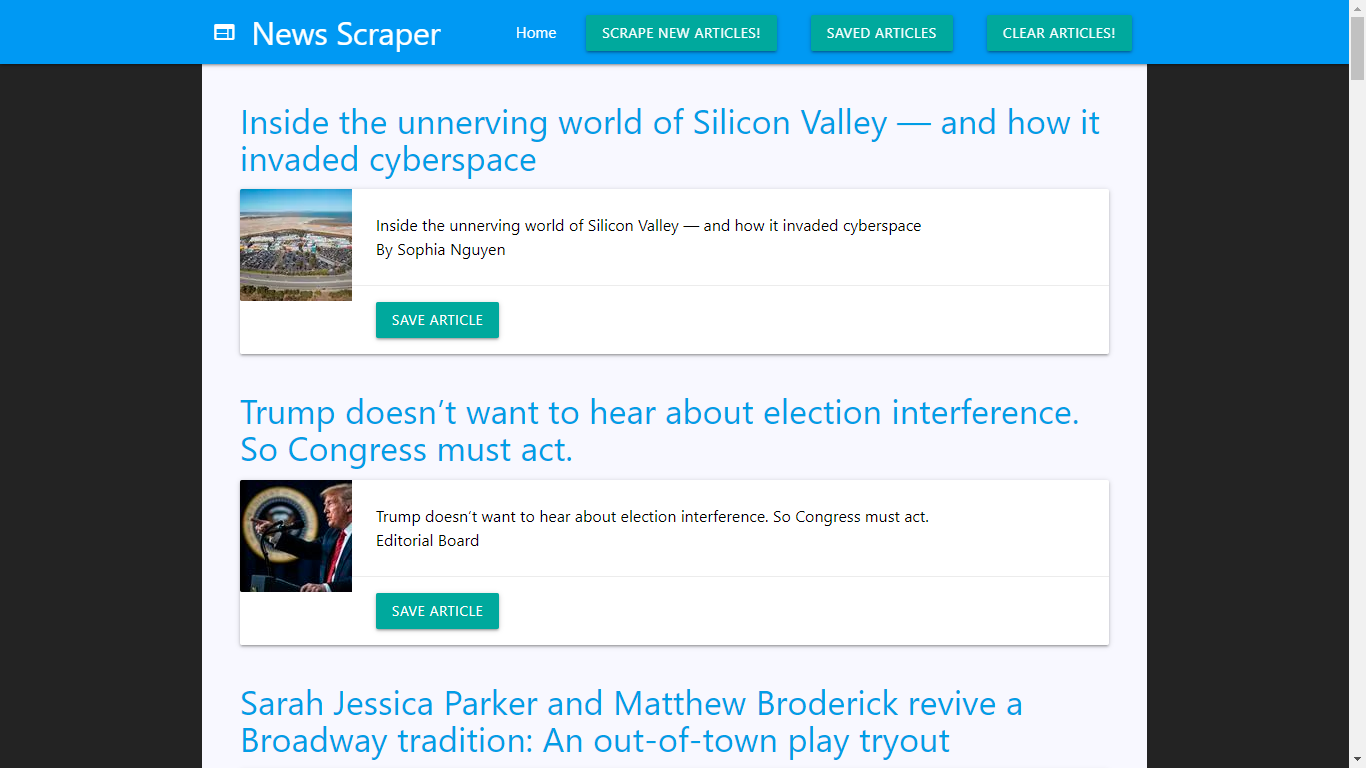 News Scraper
Home
SCRAPE NEW ARTICLES!
SAVED ARTICLES
CLEAR ARTICLES!
Inside the unnerving world of Silicon Valley — and how it
invaded cyberspace
Inside the unnerving world of Silicon Valley — and how it invaded cyberspace
By Sophia Nguyen
SAVE ARTICLE
Trump doesn’t want to hear about election interference.
So Congress must act.
Trump doesn’t want to hear about election interference. So Congress must act.
Editorial Board
SAVE ARTICLE
Sarah Jessica Parker and Matthew Broderick revive a
Broadway tradition: An out-of-town play tryout